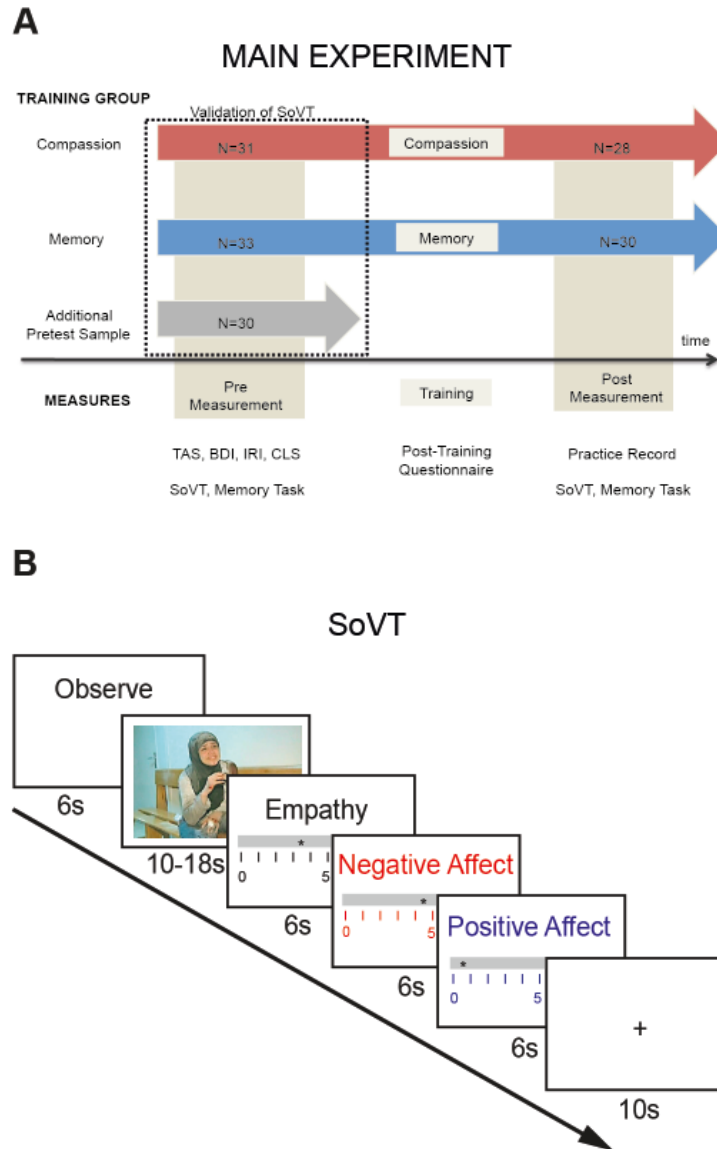 A
MAIN EXPERIMENT
TRAINING GROUP
Validation of SoVT
Compassion
N=31
Compassion
N=28
Memory
N=33
Memory
N=30
Additional
Pretest Sample
N=30
time
MEASURES
Pre
Measurement
Training
Post
Measurement
TAS, BDI, IRI, CLS
SoVT, Memory Task
Post-Training
Questionnaire
Practice Record
SoVT, Memory Task
B
SoVT
Observe
6s
10-18s
Empathy
*
0 5
6s
Negative Affect
*
0 5
6s
Positive Affect
*
0 5
6s
+
10s